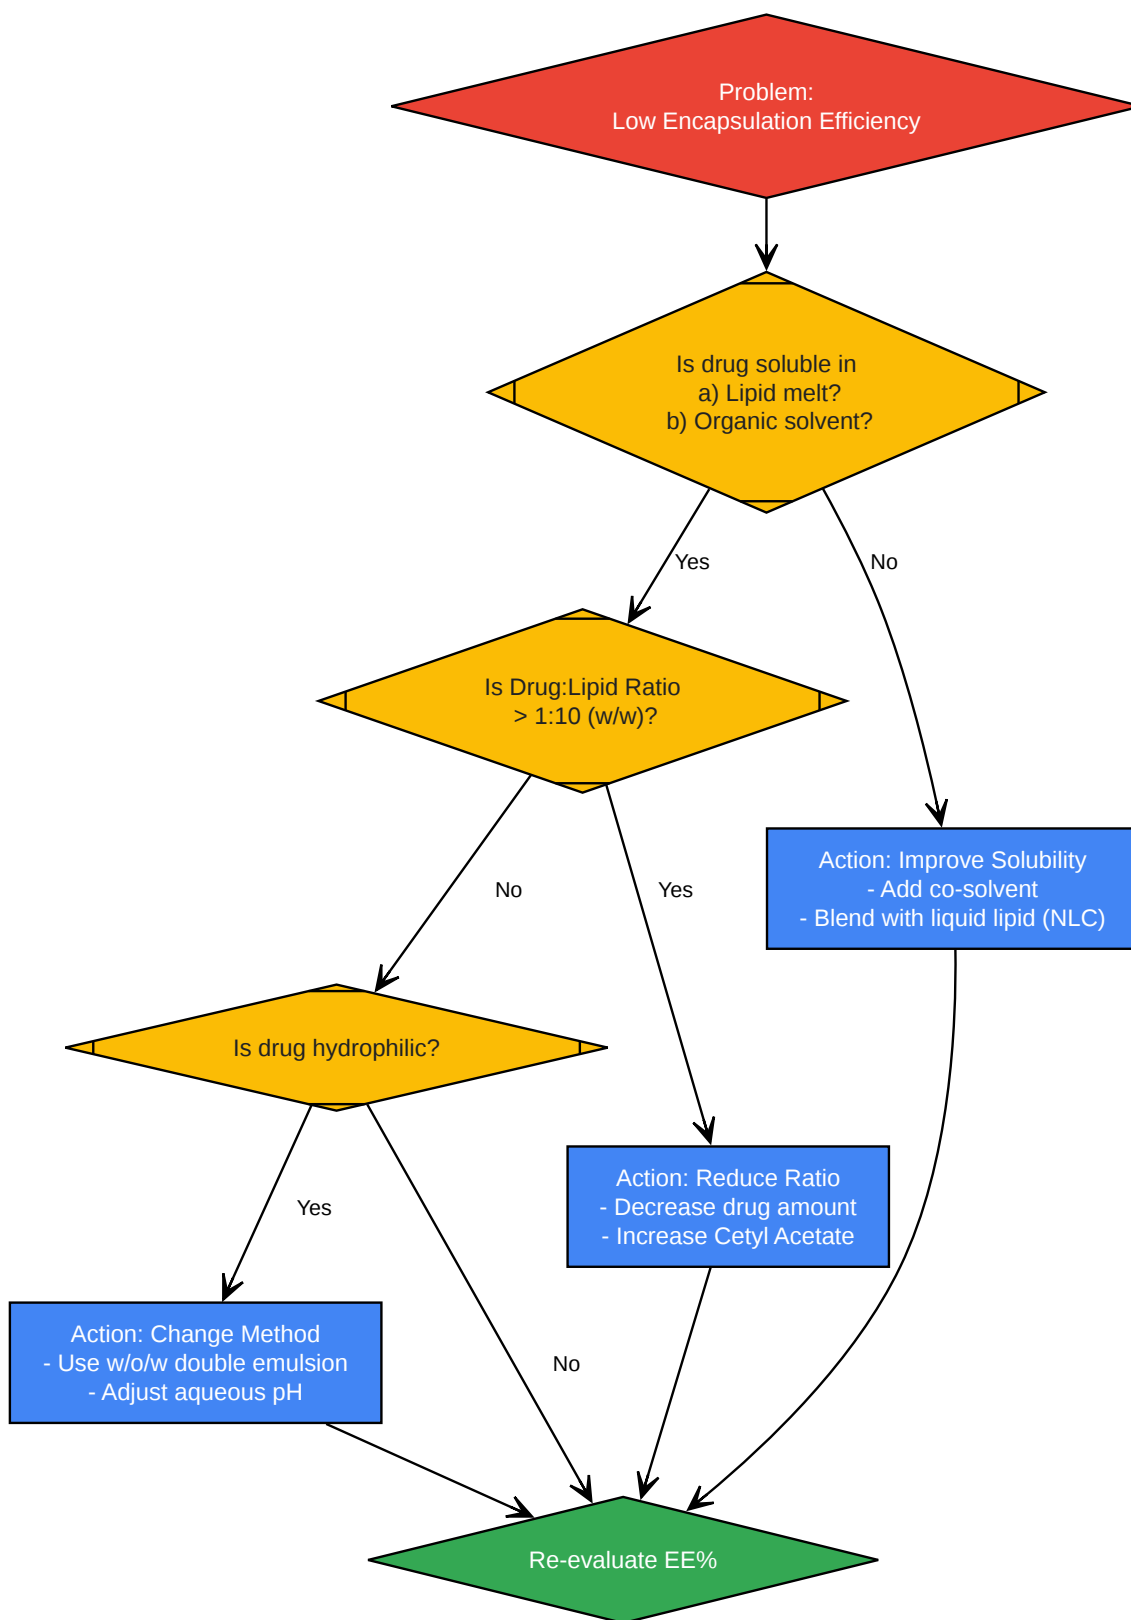 Problem:
Low Encapsulation Efficiency
Is drug soluble in
a) Lipid melt?
b) Organic solvent?
Yes
No
Is Drug:Lipid Ratio
> 1:10 (w/w)?
Action: Improve Solubility
- Add co-solvent
- Blend with liquid lipid (NLC)
No
Yes
Is drug hydrophilic?
Action: Reduce Ratio
- Decrease drug amount
- Increase Cetyl Acetate
Yes
Action: Change Method
- Use w/o/w double emulsion
- Adjust aqueous pH
No
Re-evaluate EE%